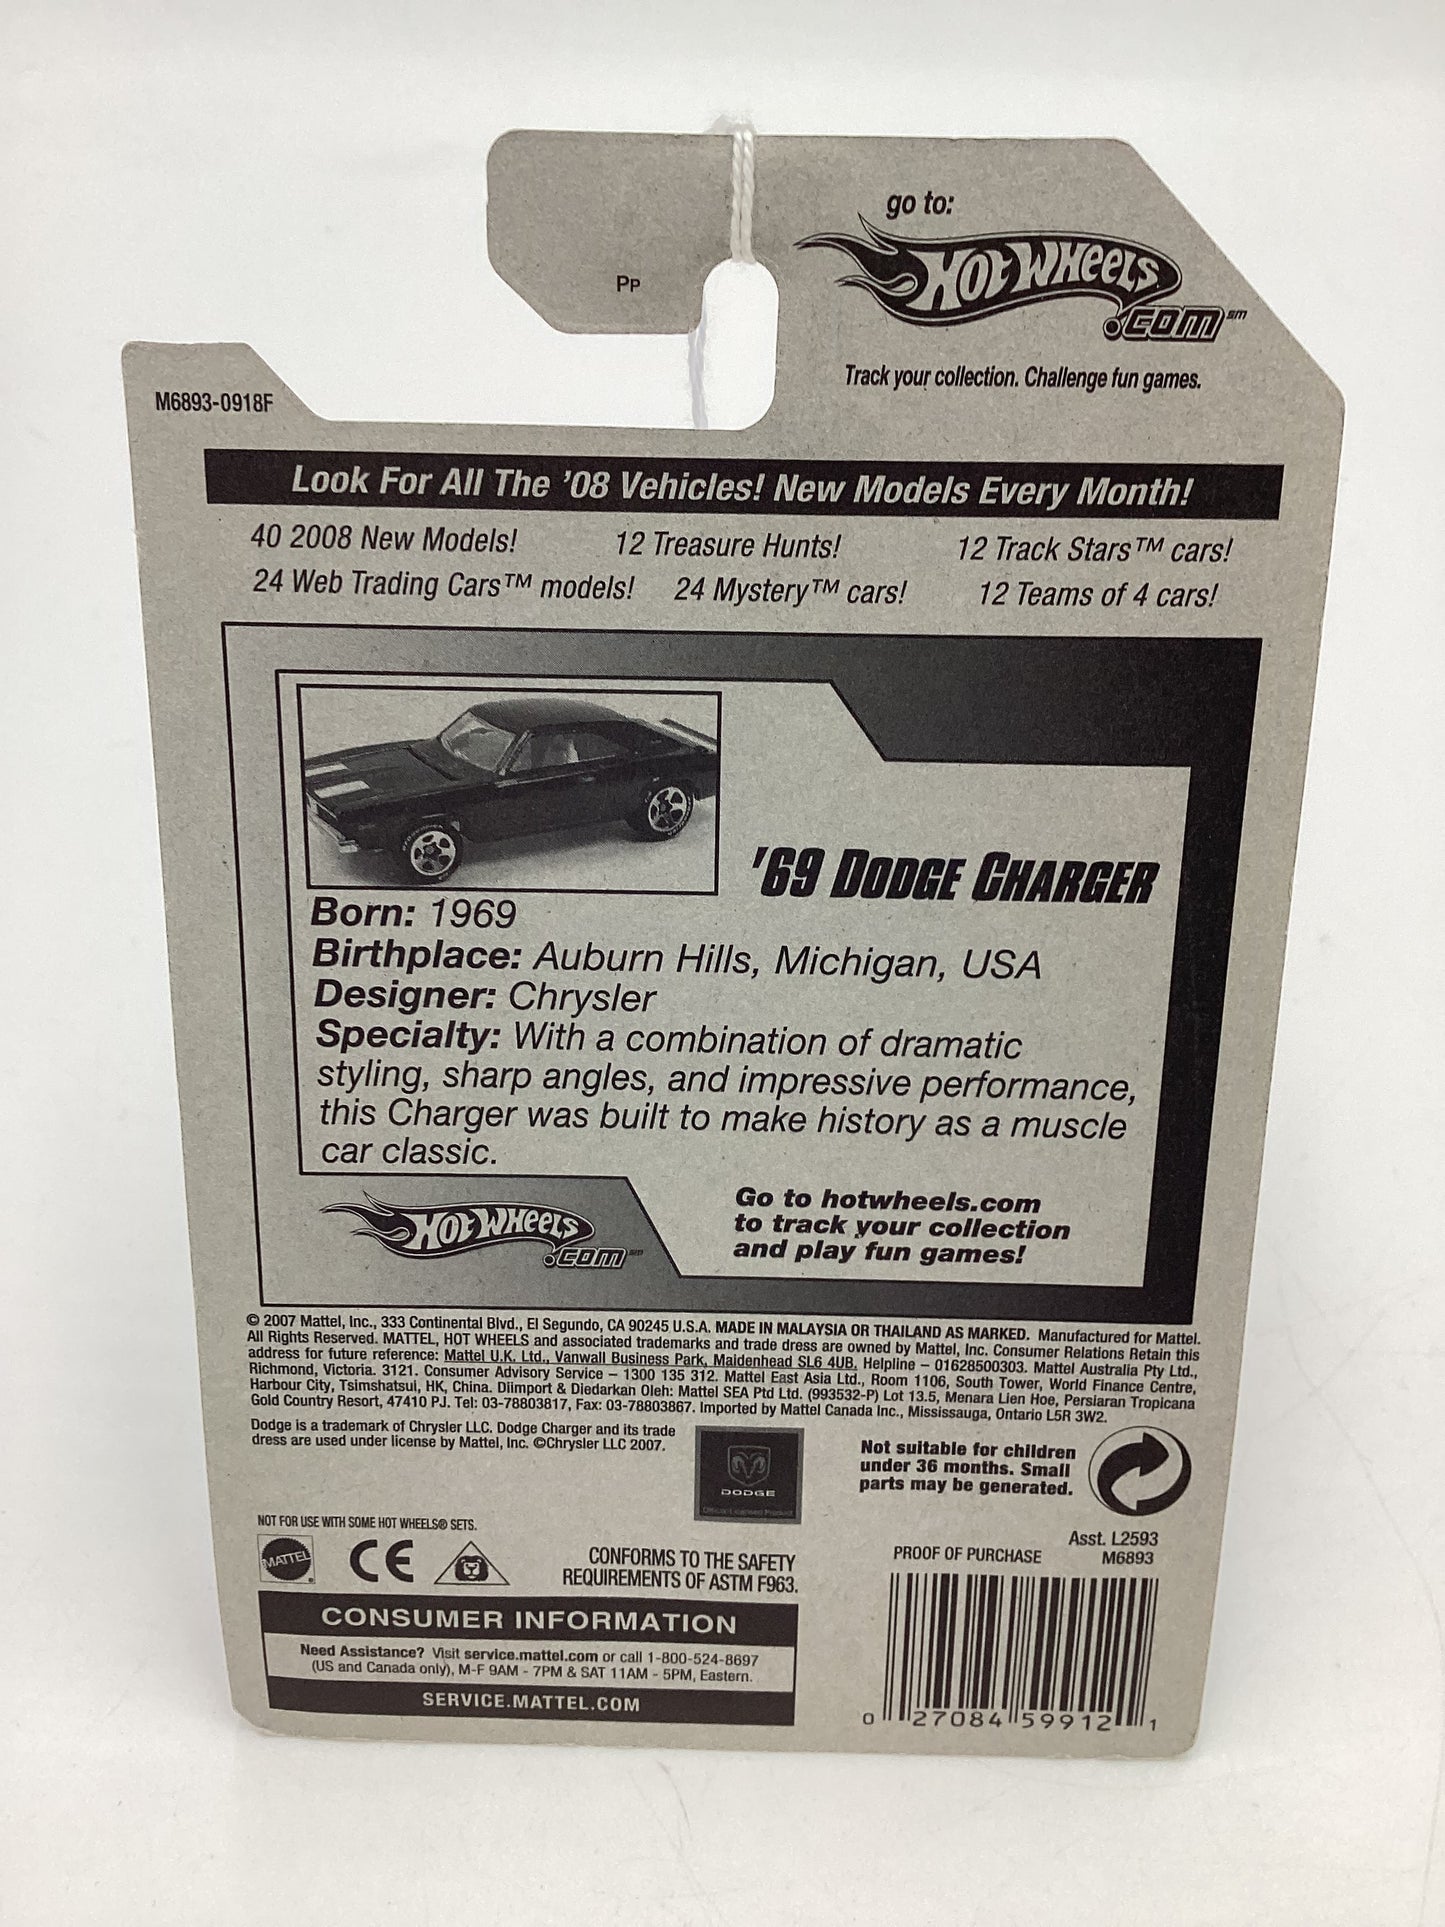 go to:
Hot Wheels
.com℠
Track your collection. Challenge fun games.
Pp
M6893-0918F
Look For All The '08 Vehicles! New Models Every Month!
40 2008 New Models! 12 Treasure Hunts! 12 Track Stars™ cars!
24 Web Trading Cars™ models! 24 Mystery™ cars! 12 Teams of 4 cars!
'69 Dodge Charger
Born: 1969
Birthplace: Auburn Hills, Michigan, USA
Designer: Chrysler
Specialty: With a combination of dramatic
styling, sharp angles, and impressive performance,
this Charger was built to make history as a muscle
car classic.
Hot Wheels
.com℠
Go to hotwheels.com
to track your collection
and play fun games!
© 2007 Mattel, Inc., 333 Continental Blvd., El Segundo, CA 90245 U.S.A. MADE IN MALAYSIA OR THAILAND AS MARKED. Manufactured for Mattel.
All Rights Reserved. MATTEL, HOT WHEELS and associated trademarks and trade dress are owned by Mattel, Inc. Consumer Relations Retain this
address for future reference: Mattel U.K. Ltd., Vanwall Business Park, Maidenhead SL6 4UB. Helpline – 01628500303. Mattel Australia Pty Ltd.,
Richmond, Victoria. 3121. Consumer Advisory Service – 1300 135 312. Mattel East Asia Ltd., Room 1106, South Tower, World Finance Centre,
Harbour City, Tsimshatsui, HK, China. Diimport & Diedarkan Oleh: Mattel SEA Ptd Ltd. (993532-P) Lot 13.5, Menara Lien Hoe, Persiaran Tropicana
Gold Country Resort, 47410 PJ. Tel: 03-78803817, Fax: 03-78803867. Imported by Mattel Canada Inc., Mississauga, Ontario L5R 3W2.
Dodge is a trademark of Chrysler LLC. Dodge Charger and its trade
dress are used under license by Mattel, Inc. ©Chrysler LLC 2007.
DODGE
Official Licensed Product
Not suitable for children
under 36 months. Small
parts may be generated.
NOT FOR USE WITH SOME HOT WHEELS® SETS.
MATTEL®
CE
CONFORMS TO THE SAFETY
REQUIREMENTS OF ASTM F963.
Asst. L2593
PROOF OF PURCHASE M6893
CONSUMER INFORMATION
Need Assistance? Visit service.mattel.com or call 1-800-524-8697
(US and Canada only), M-F 9AM - 7PM & SAT 11AM - 5PM, Eastern.
SERVICE.MATTEL.COM
0 27084 59912 1